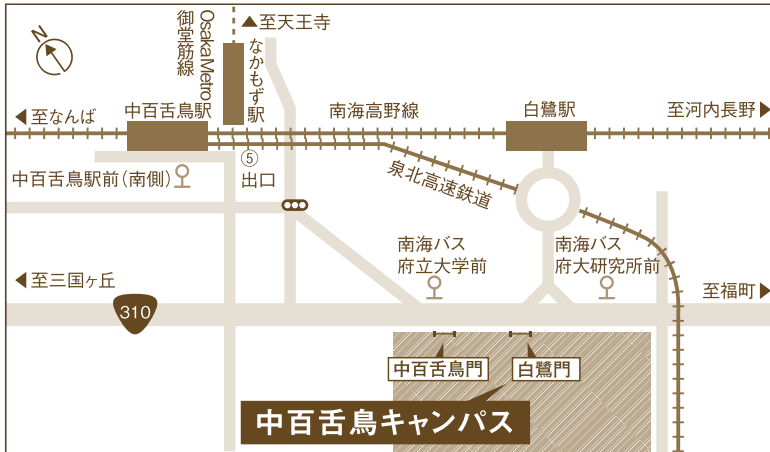 N
至天王寺
御堂筋線
Osaka Metro
なかもず駅
至なんば
中百舌鳥駅
南海高野線
白鷺駅
至河内長野
⑤
出口
中百舌鳥駅前(南側)
泉北高速鉄道
南海バス
府立大学前
南海バス
府大研究所前
至三国ヶ丘
至福町
310
中百舌鳥門
白鷺門
中百舌鳥キャンパス